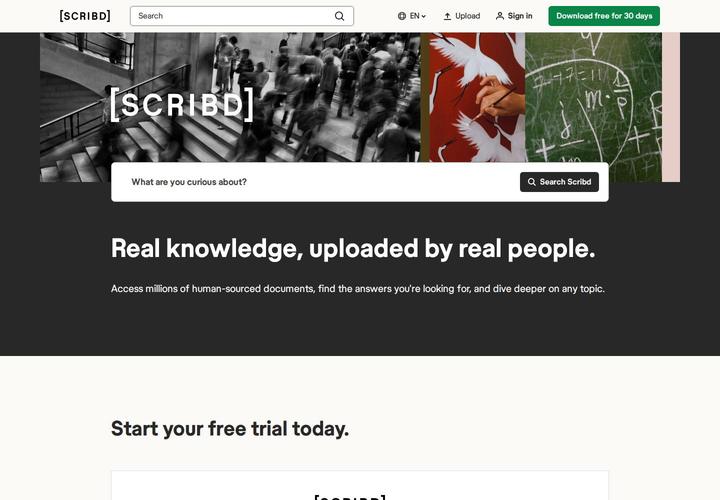 [SCRIBD]
Search
EN
Upload
Sign in
Download free for 30 days
[SCRIBD]
What are you curious about?
Search Scribd
Real knowledge, uploaded by real people.
Access millions of human-sourced documents, find the answers you're looking for, and dive deeper on any topic.
Start your free trial today.
[SCRIBD]